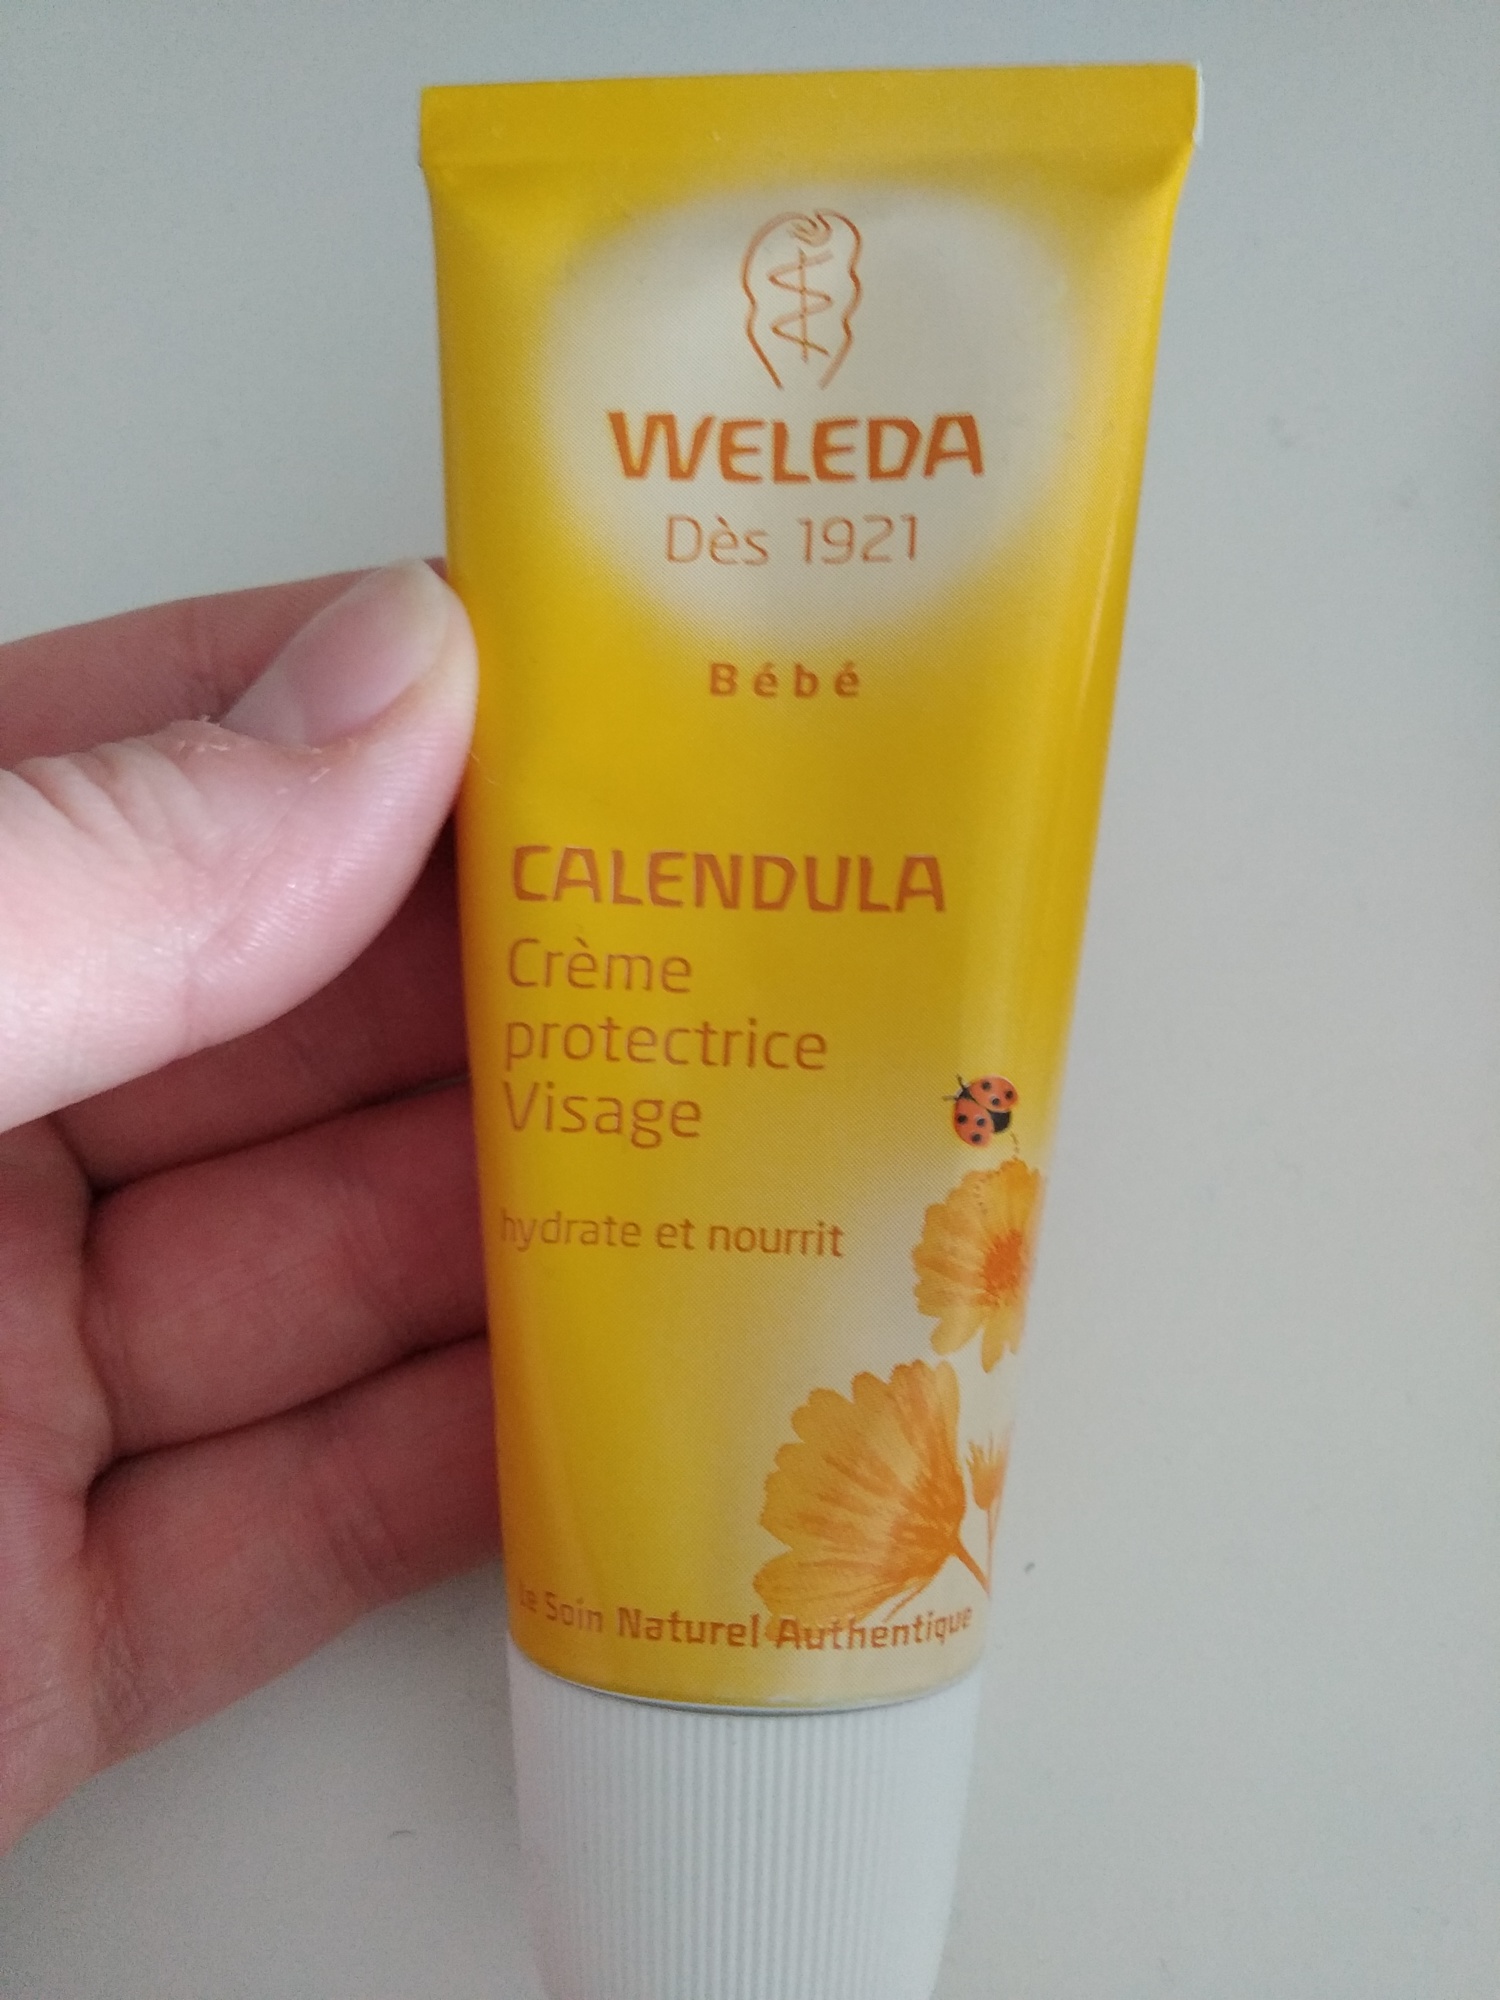 WELEDA
Dès 1921
Bébé
CALENDULA
Crème
protectrice
Visage
hydrate et nourrit
Le Soin Naturel Authentique